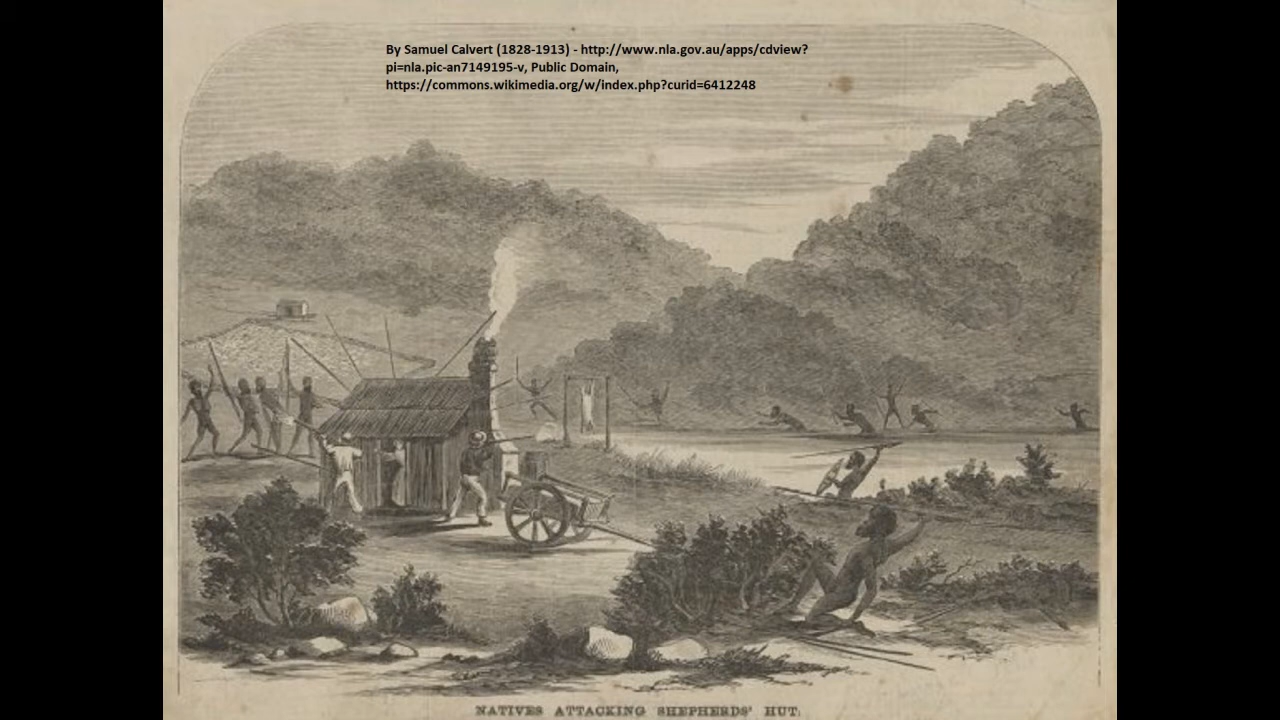 By Samuel Calvert (1828-1913) - http://www.nla.gov.au/apps/cdview?
pi=nla.pic-an7149195-v, Public Domain,
https://commons.wikimedia.org/w/index.php?curid=6412248
NATIVES ATTACKING SHEPHERDS' HUT.